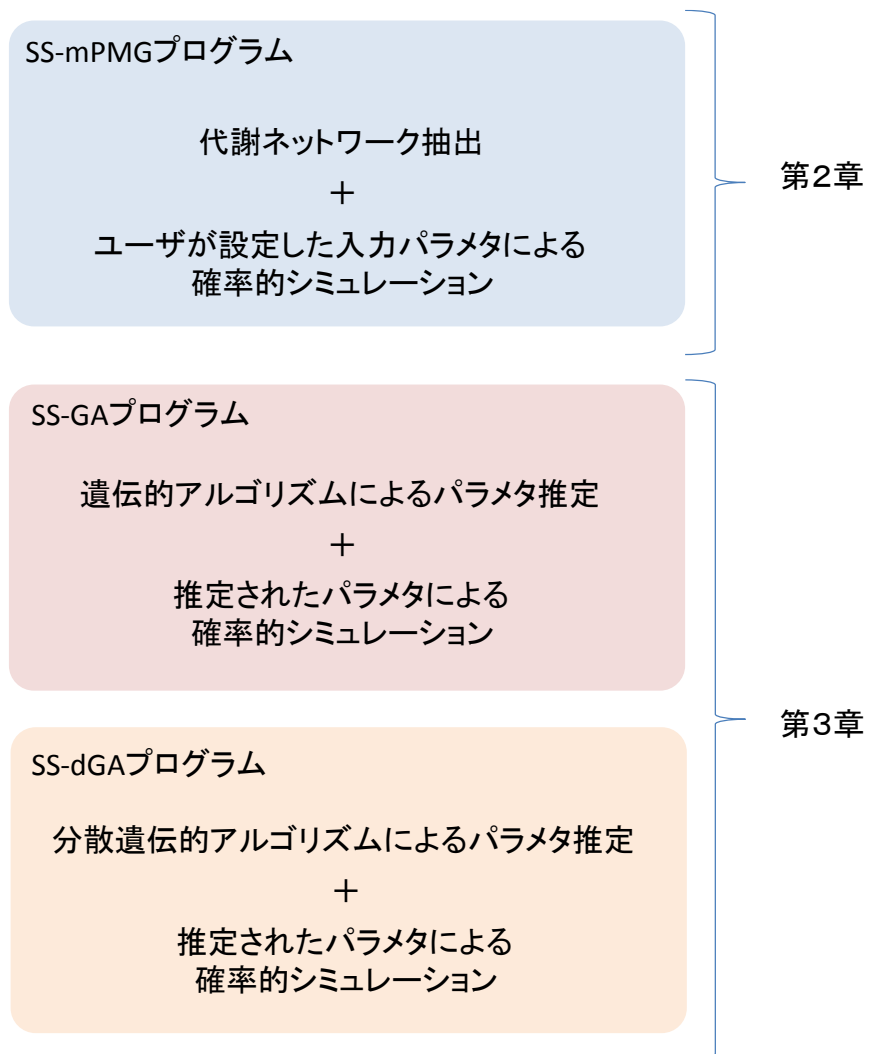 SS-mPMGプログラム
代謝ネットワーク抽出
＋
ユーザが設定した入力パラメタによる
確率的シミュレーション
第２章
SS-GAプログラム
遺伝的アルゴリズムによるパラメタ推定
＋
推定されたパラメタによる
確率的シミュレーション
SS-dGAプログラム
分散遺伝的アルゴリズムによるパラメタ推定
＋
推定されたパラメタによる
確率的シミュレーション
第３章